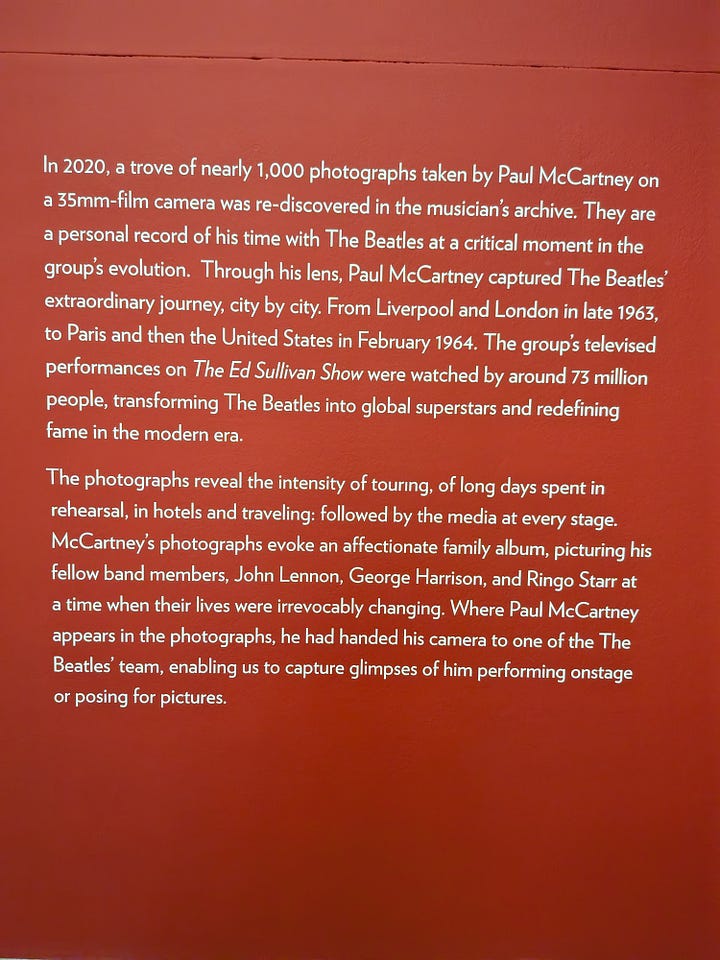 In 2020, a trove of nearly 1,000 photographs taken by Paul McCartney on
a 35mm-film camera was re-discovered in the musician's archive. They are
a personal record of his time with The Beatles at a critical moment in the
group's evolution.  Through his lens, Paul McCartney captured The Beatles'
extraordinary journey, city by city. From Liverpool and London in late 1963,
to Paris and then the United States in February 1964. The group's televised
performances on The Ed Sullivan Show were watched by around 73 million
people, transforming The Beatles into global superstars and redefining
fame in the modern era.
The photographs reveal the intensity of touring, of long days spent in
rehearsal, in hotels and traveling: followed by the media at every stage.
McCartney's photographs evoke an affectionate family album, picturing his
fellow band members, John Lennon, George Harrison, and Ringo Starr at
a time when their lives were irrevocably changing. Where Paul McCartney
appears in the photographs, he had handed his camera to one of the The
Beatles' team, enabling us to capture glimpses of him performing onstage
or posing for pictures.